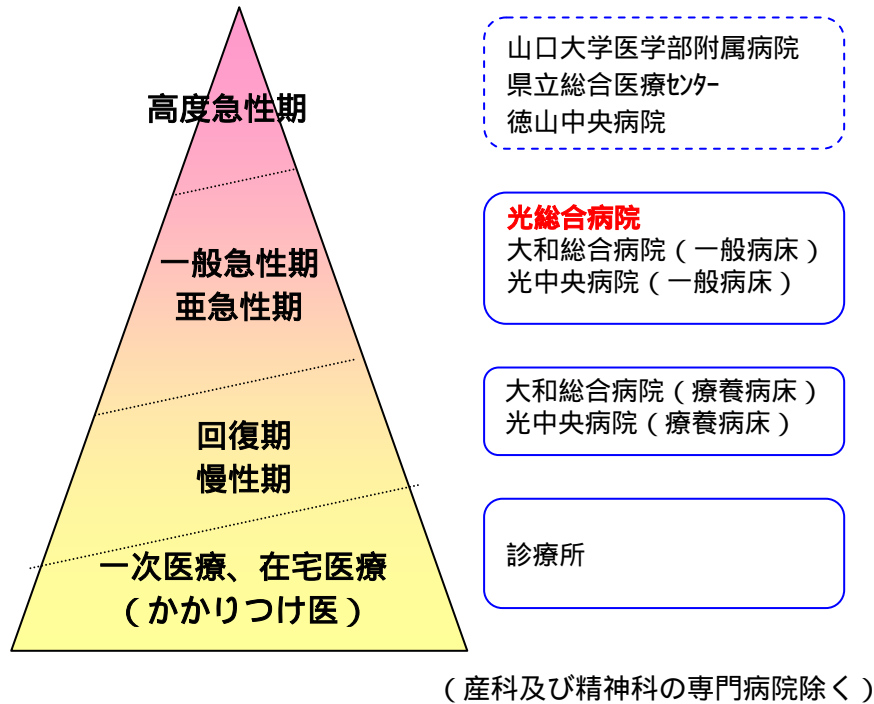 高度急性期
山口大学医学部附属病院
県立総合医療ｾﾝﾀｰ
徳山中央病院
一般急性期
亜急性期
光総合病院
大和総合病院（一般病床）
光中央病院（一般病床）
回復期
慢性期
大和総合病院（療養病床）
光中央病院（療養病床）
一次医療、在宅医療
（かかりつけ医）
診療所
（産科及び精神科の専門病院除く）